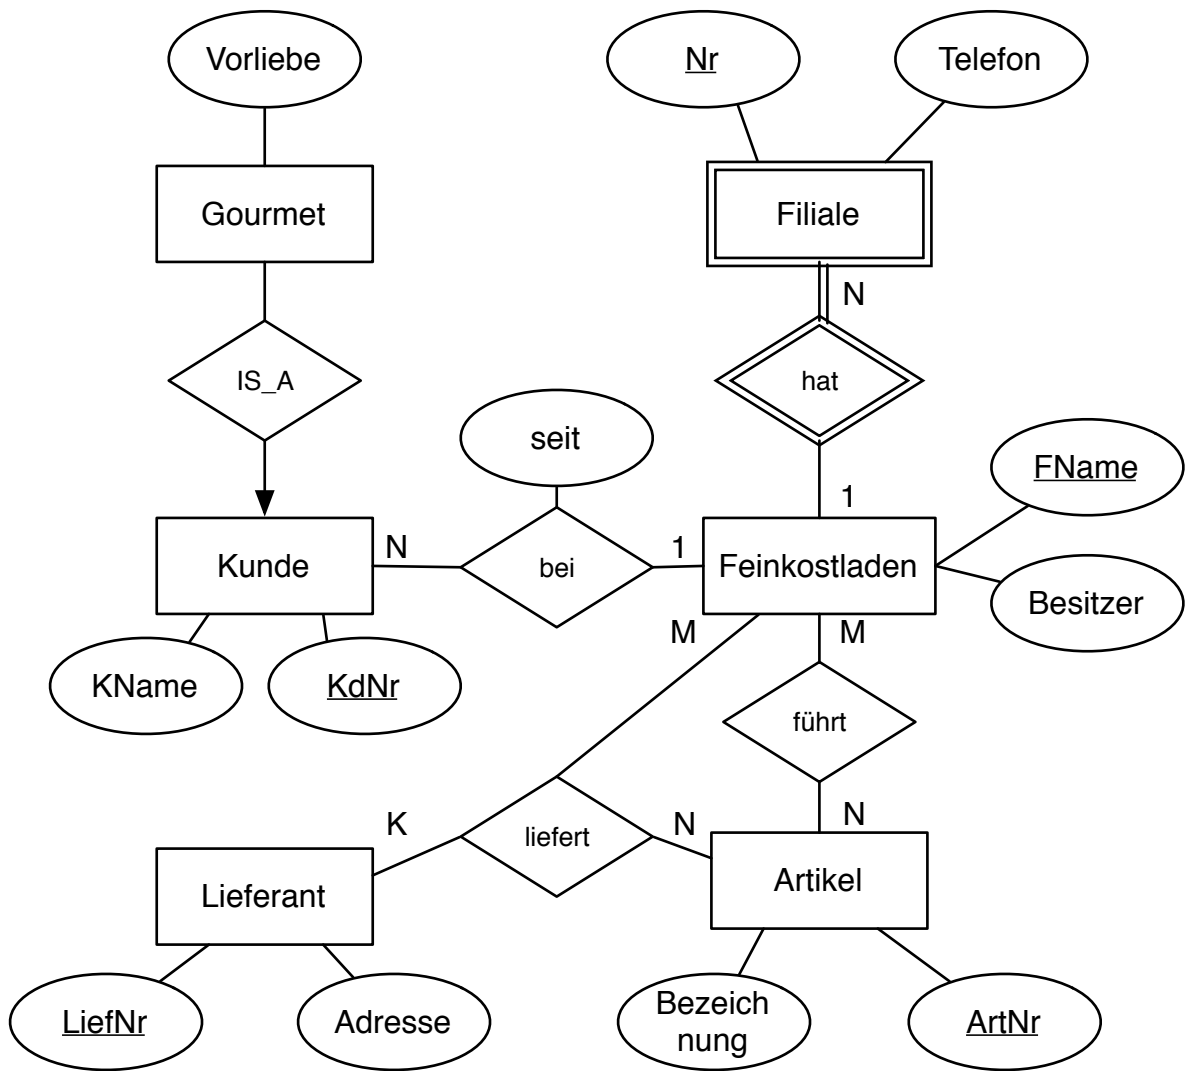 Vorliebe
Nr
Telefon
Gourmet
Filiale
N
IS_A
hat
seit
FName
1
Kunde
N
bei
1
Feinkostladen
Besitzer
M
M
KName
KdNr
führt
K
liefert
N
N
Lieferant
Artikel
LiefNr
Adresse
Bezeich
nung
ArtNr